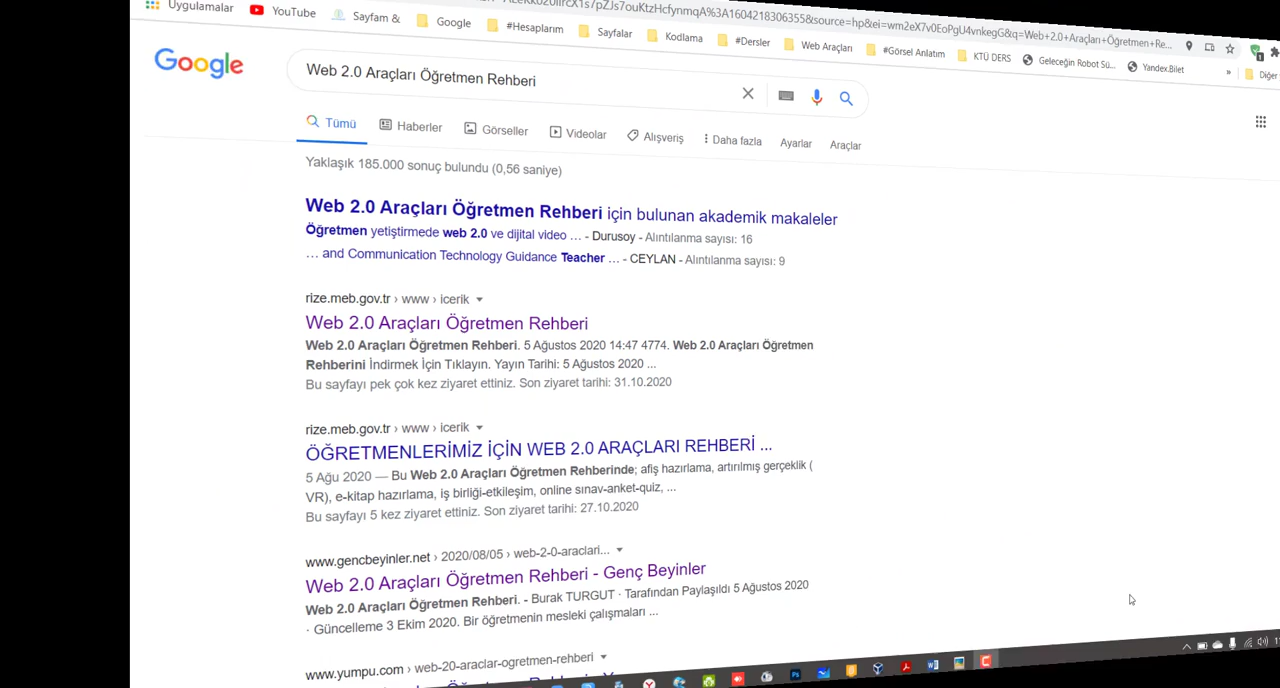 Uygulamalar YouTube Sayfam & Google #Hesaplarım Sayfalar Kodlama #Dersler Web Araçları #Görsel Anlatım KTÜ DERS Geleceğin Robot Sü... Yandex.Bilet » Diğer
Google
Web 2.0 Araçları Öğretmen Rehberi
Tümü Haberler Görseller Videolar Alışveriş Daha fazla Ayarlar Araçlar
Yaklaşık 185.000 sonuç bulundu (0,56 saniye)
Web 2.0 Araçları Öğretmen Rehberi için bulunan akademik makaleler
Öğretmen yetiştirmede web 2.0 ve dijital video ... - Durusoy - Alıntılanma sayısı: 16
... and Communication Technology Guidance Teacher ... - CEYLAN - Alıntılanma sayısı: 9
rize.meb.gov.tr › www › icerik
Web 2.0 Araçları Öğretmen Rehberi
Web 2.0 Araçları Öğretmen Rehberi. 5 Ağustos 2020 14:47 4774. Web 2.0 Araçları Öğretmen
Rehberini İndirmek İçin Tıklayın. Yayın Tarihi: 5 Ağustos 2020 ...
Bu sayfayı pek çok kez ziyaret ettiniz. Son ziyaret tarihi: 31.10.2020
rize.meb.gov.tr › www › icerik
ÖĞRETMENLERİMİZ İÇİN WEB 2.0 ARAÇLARI REHBERİ ...
5 Ağu 2020 — Bu Web 2.0 Araçları Öğretmen Rehberinde; afiş hazırlama, artırılmış gerçeklik (
VR), e-kitap hazırlama, iş birliği-etkileşim, online sınav-anket-quiz, ...
Bu sayfayı 5 kez ziyaret ettiniz. Son ziyaret tarihi: 27.10.2020
www.gencbeyinler.net › 2020/08/05 › web-2-0-araclari...
Web 2.0 Araçları Öğretmen Rehberi - Genç Beyinler
Web 2.0 Araçları Öğretmen Rehberi. - Burak TURGUT · Tarafından Paylaşıldı 5 Ağustos 2020
· Güncelleme 3 Ekim 2020. Bir öğretmenin mesleki çalışmaları ...
www.yumpu.com › web-20-araclar-ogretmen-rehberi